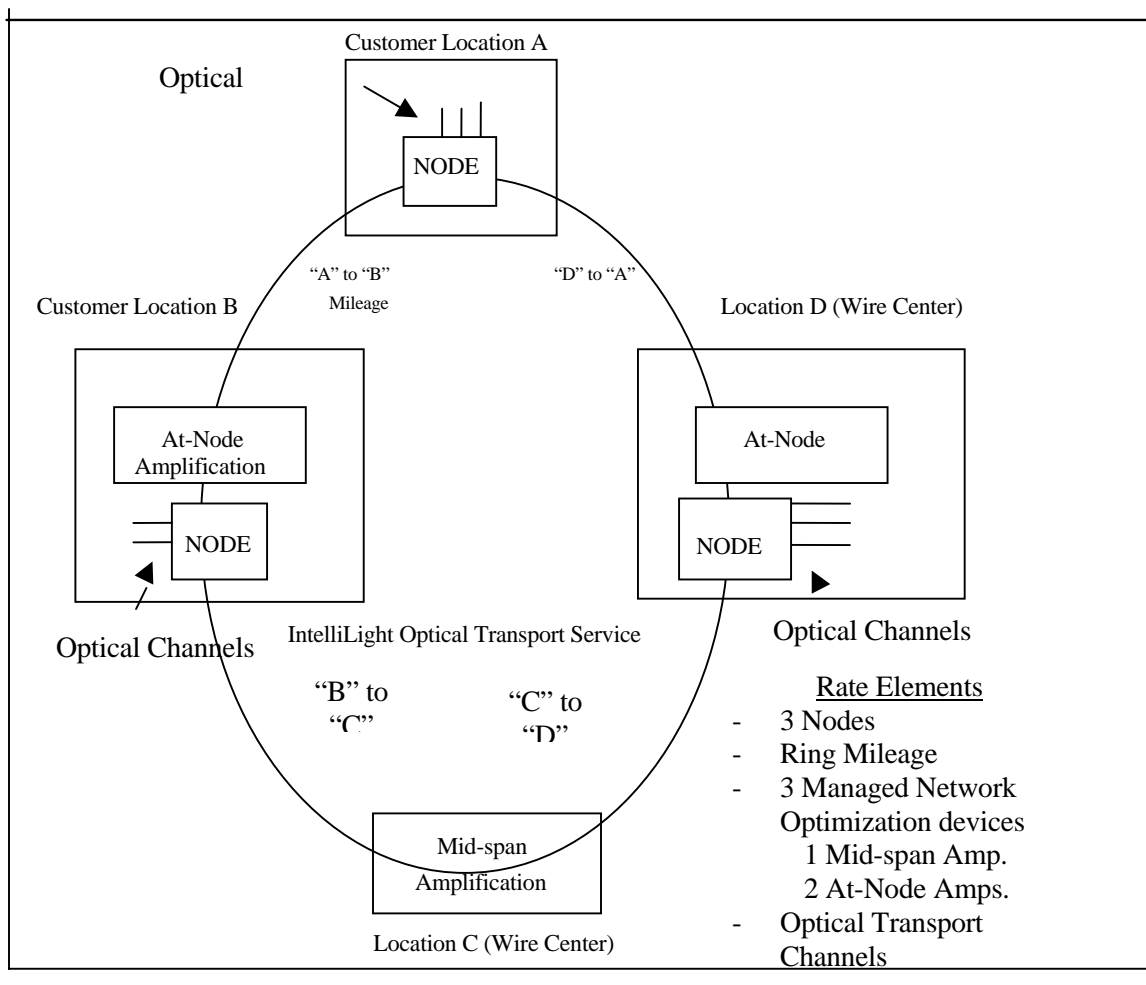 Customer Location A
Optical
NODE
“A” to “B”
Mileage
“D” to “A”
Customer Location B
Location D (Wire Center)
At-Node
Amplification
At-Node
NODE
NODE
Optical Channels
IntelliLight Optical Transport Service
Optical Channels
“B” to
“C”
“C” to
“D”
Rate Elements
- 3 Nodes
- Ring Mileage
- 3 Managed Network
Optimization devices
1 Mid-span Amp.
2 At-Node Amps.
- Optical Transport
Channels
Mid-span
Amplification
Location C (Wire Center)